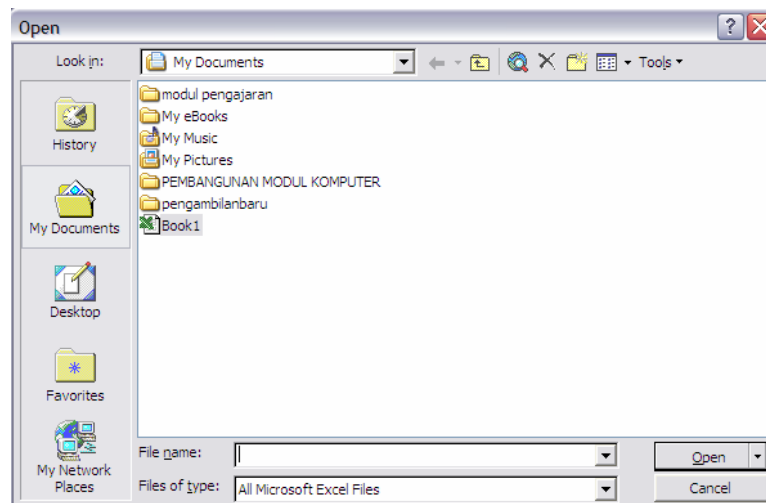 Open
Look in:
My Documents
Tools
History
My Documents
Desktop
Favorites
My Network
Places
modul pengajaran
My eBooks
My Music
My Pictures
PEMBANGUNAN MODUL KOMPUTER
pengambilanbaru
Book1
File name:
Open
Files of type:
All Microsoft Excel Files
Cancel